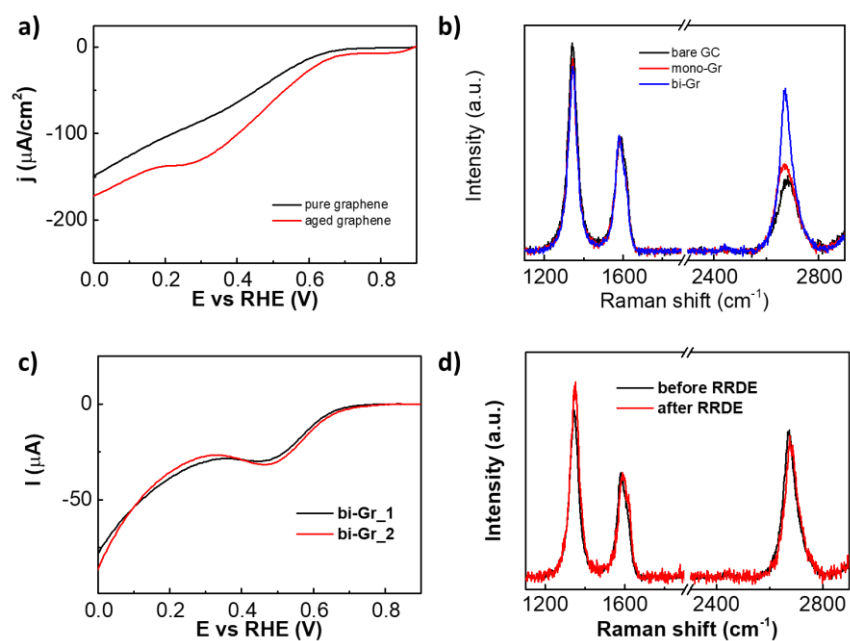 a)
0
-100
-200
j (µA/cm²)
pure graphene
aged graphene
0.0 0.2 0.4 0.6 0.8
E vs RHE (V)
b)
Intensity (a.u.)
bare GC
mono-Gr
bi-Gr
1200 1600 2400 2800
Raman shift (cm⁻¹)
c)
0
-50
I (µA)
bi-Gr_1
bi-Gr_2
0.0 0.2 0.4 0.6 0.8
E vs RHE (V)
d)
Intensity (a.u.)
before RRDE
after RRDE
1200 1600 2400 2800
Raman shift (cm⁻¹)